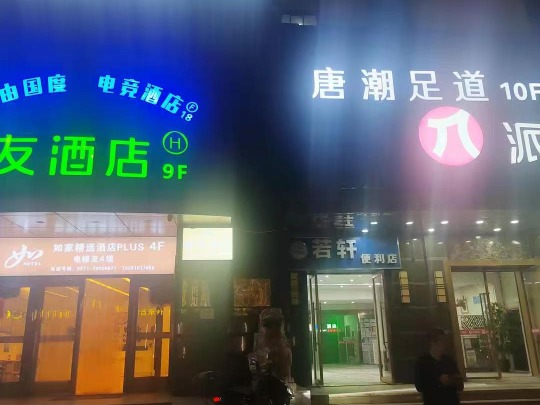 由国度 电竞酒店 F 18
友酒店 H 9F
唐潮足道 10F
派
如 如家精选酒店PLUS 4F
HOTEL 电梯至4楼
若轩 便利店